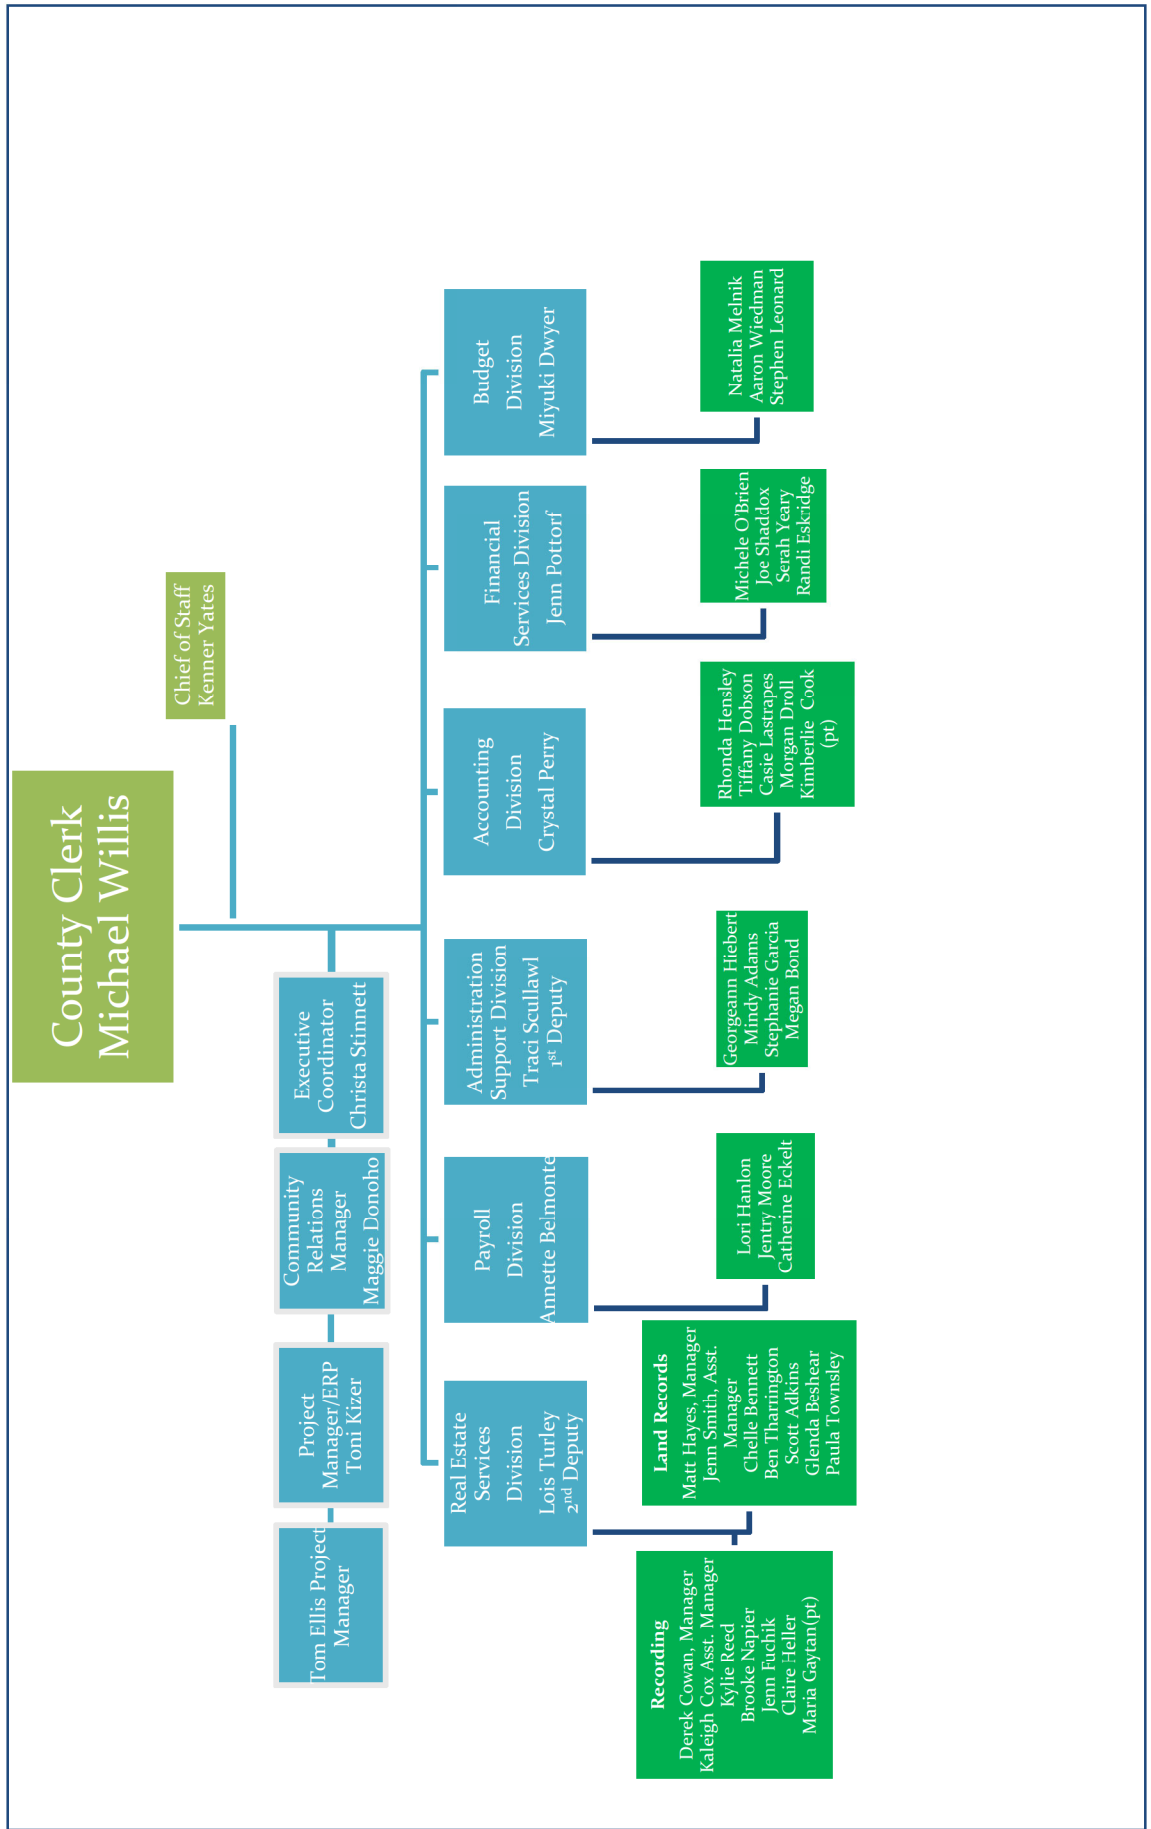 County Clerk
Michael Willis
Chief of Staff
Kenner Yates
Tom Ellis Project
Manager
Project
Manager/ERP
Toni Kizer
Community
Relations
Manager
Maggie Donoho
Executive
Coordinator
Christa Stinnett
Real Estate
Services
Division
Lois Turley
2nd Deputy
Payroll
Division
Annette Belmonte
Administration
Support Division
Traci Scullawl
1st Deputy
Accounting
Division
Crystal Perry
Financial
Services Division
Jenn Pottorf
Budget
Division
Miyuki Dwyer
Recording
Derek Cowan, Manager
Kaleigh Cox Asst. Manager
Kylie Reed
Brooke Napier
Jenn Fuchik
Claire Heller
Maria Gaytan(pt)
Land Records
Matt Hayes, Manager
Jenn Smith, Asst.
Manager
Chelle Bennett
Ben Tharrington
Scott Adkins
Glenda Beshear
Paula Townsley
Lori Hanlon
Jentry Moore
Catherine Eckelt
Georgeann Hiebert
Mindy Adams
Stephanie Garcia
Megan Bond
Rhonda Hensley
Tiffany Dobson
Casie Lastrapes
Morgan Droll
Kimberlie Cook
(pt)
Michele O'Brien
Joe Shaddox
Serah Yeary
Randi Eskridge
Natalia Melnik
Aaron Wiedman
Stephen Leonard